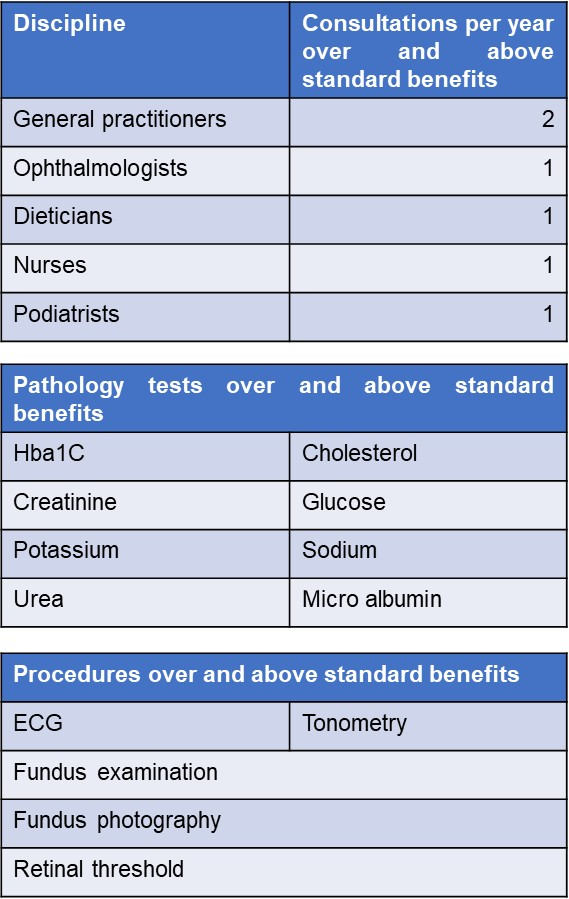 Discipline
Consultations per year
over and above
standard benefits
General practitioners 2
Ophthalmologists 1
Dieticians 1
Nurses 1
Podiatrists 1
Pathology tests over and above standard
benefits
Hba1C Cholesterol
Creatinine Glucose
Potassium Sodium
Urea Micro albumin
Procedures over and above standard benefits
ECG Tonometry
Fundus examination
Fundus photography
Retinal threshold